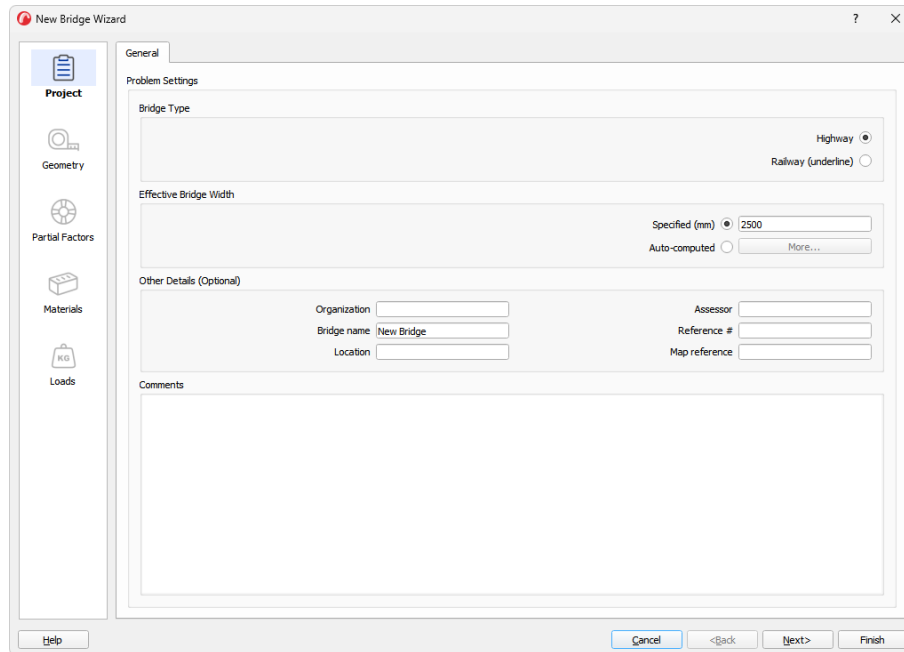 New Bridge Wizard
?
Project
Geometry
Partial Factors
Materials
KG
Loads
General
Problem Settings
Bridge Type
Highway
Railway (underline)
Effective Bridge Width
Specified (mm) 2500
Auto-computed More...
Other Details (Optional)
Organization Assessor
Bridge name New Bridge Reference #
Location Map reference
Comments
Help Cancel <Back Next> Finish